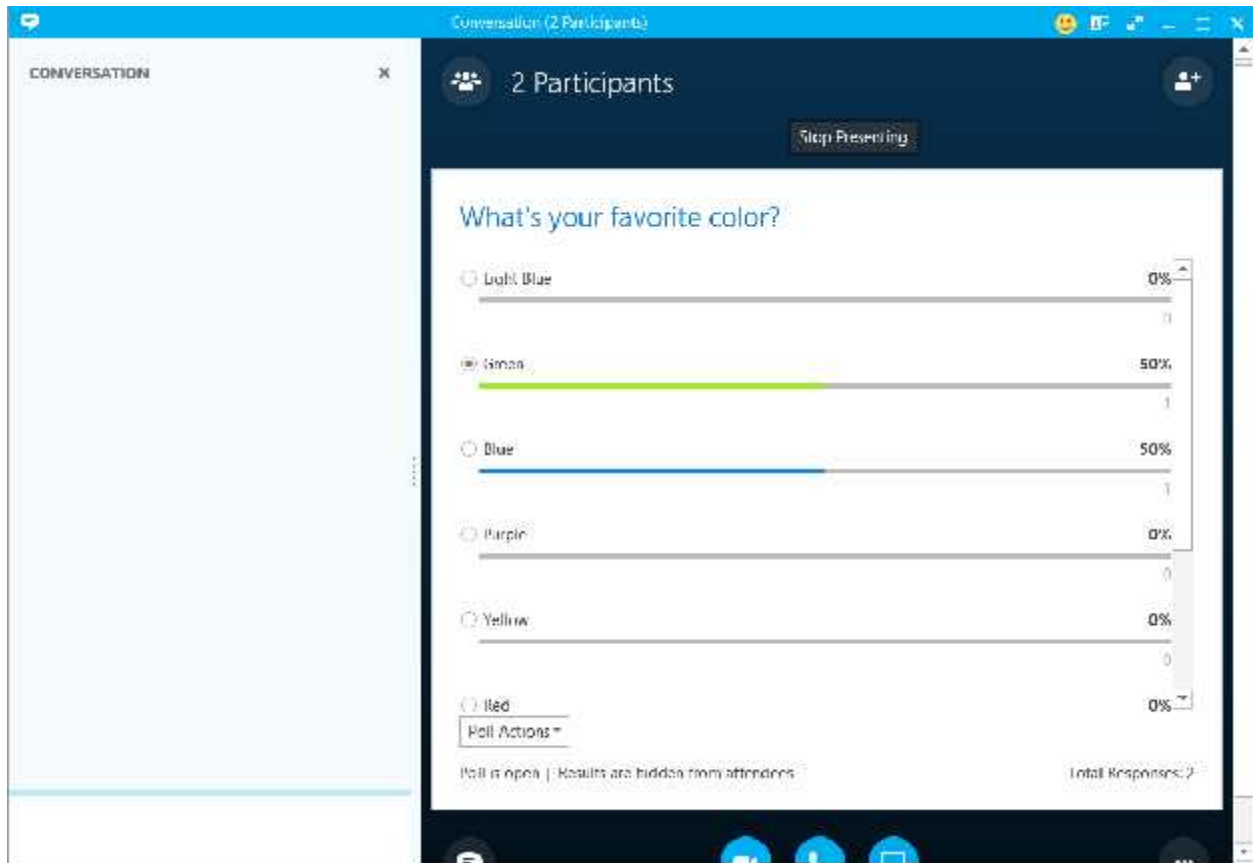 Conversation (2 Participants)
CONVERSATION
2 Participants
Stop Presenting
What's your favorite color?
Light Blue 0%
0
Green 50%
1
Blue 50%
1
Purple 0%
0
Yellow 0%
0
Red 0%
Poll Actions
Poll is open | Results are hidden from attendees Total Responses: 2